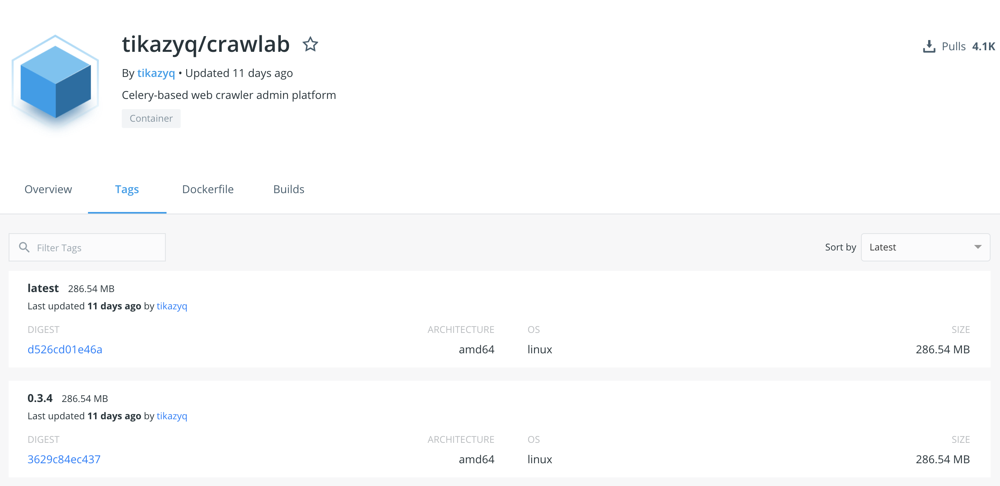 tikazyq/crawlab
Pulls 4.1K
By tikazyq • Updated 11 days ago
Celery-based web crawler admin platform
Container
Overview Tags Dockerfile Builds
Filter Tags
Sort by Latest
latest 286.54 MB
Last updated 11 days ago by tikazyq
DIGEST ARCHITECTURE OS SIZE
d526cd01e46a amd64 linux 286.54 MB
0.3.4 286.54 MB
Last updated 11 days ago by tikazyq
DIGEST ARCHITECTURE OS SIZE
3629c84ec437 amd64 linux 286.54 MB